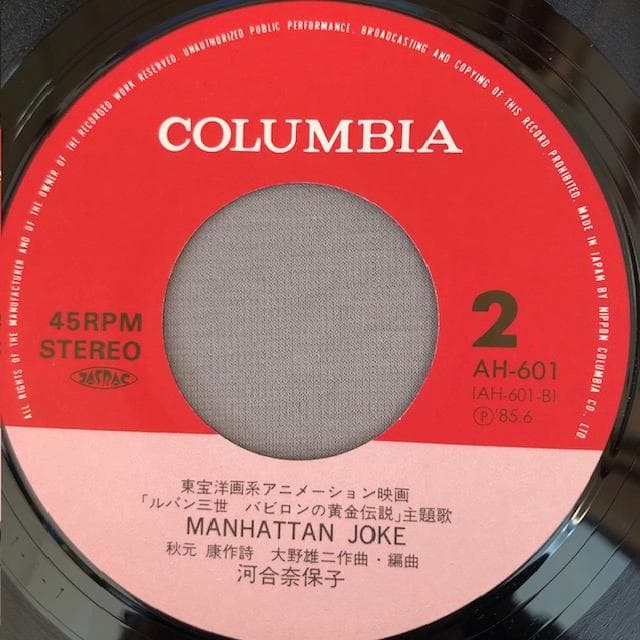 ALL RIGHTS OF THE MANUFACTURER AND OF THE OWNER OF THE RECORDED WORK RESERVED. UNAUTHORIZED PUBLIC PERFORMANCE, BROADCASTING AND COPYING OF THIS RECORD PROHIBITED. MADE IN JAPAN BY NIPPON COLUMBIA CO., LTD
COLUMBIA
45RPM
STEREO
JASRAC
2
AH-601
(AH-601-B)
Ⓟ'85.6
東宝洋画系アニメーション映画
「ルパン三世 バビロンの黄金伝説」主題歌
MANHATTAN JOKE
秋元 康作詩 大野雄二作曲・編曲
河合奈保子